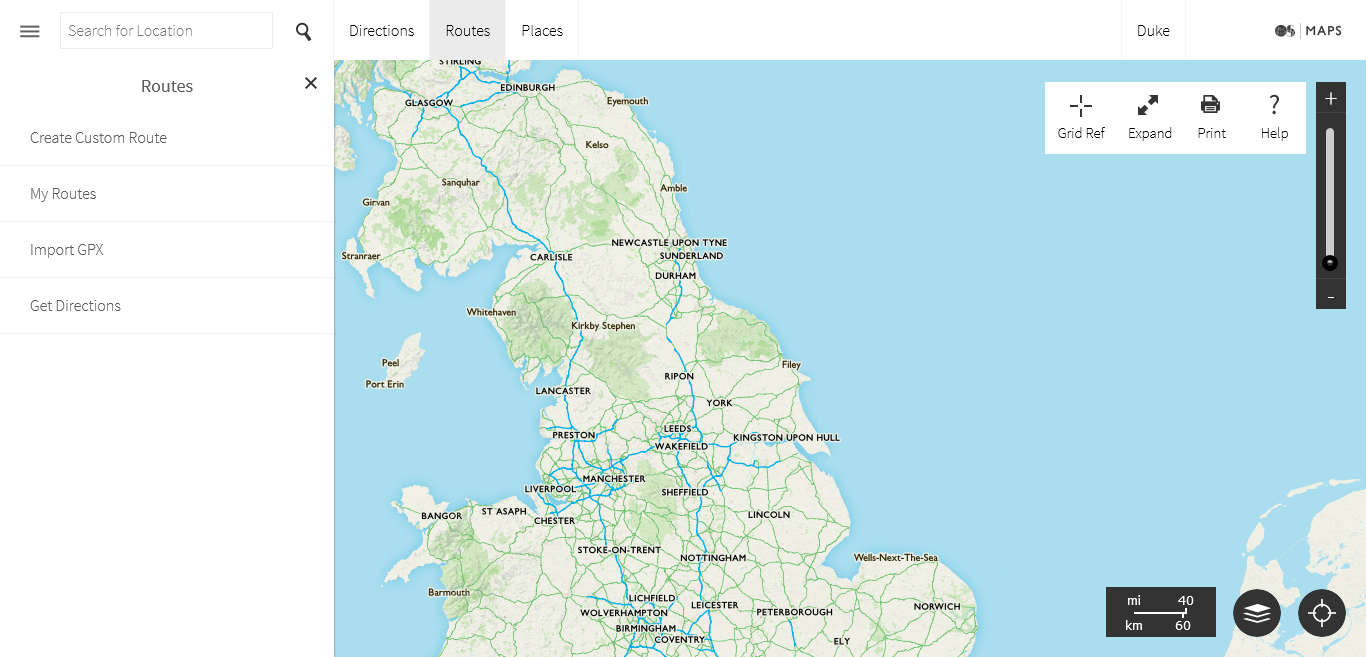 Search for Location
Directions
Routes
Places
Duke
OS MAPS
Routes
Create Custom Route
My Routes
Import GPX
Get Directions
Grid Ref
Expand
Print
? Help
+
-
STIRLING
EDINBURGH
GLASGOW
Eyemouth
Kelso
Sanquhar
Amble
Girvan
NEWCASTLE UPON TYNE
Stranraer
CARLISLE
SUNDERLAND
DURHAM
Whitehaven
Kirkby Stephen
Peel
Filey
Port Erin
RIPON
LANCASTER
YORK
PRESTON
LEEDS
KINGSTON UPON HULL
WAKEFIELD
MANCHESTER
LIVERPOOL
SHEFFIELD
BANGOR
ST ASAPH
CHESTER
LINCOLN
STOKE-ON-TRENT
NOTTINGHAM
Wells-Next-The-Sea
Barmouth
LICHFIELD
LEICESTER
NORWICH
WOLVERHAMPTON
PETERBOROUGH
BIRMINGHAM
COVENTRY
ELY
mi 40
km 60